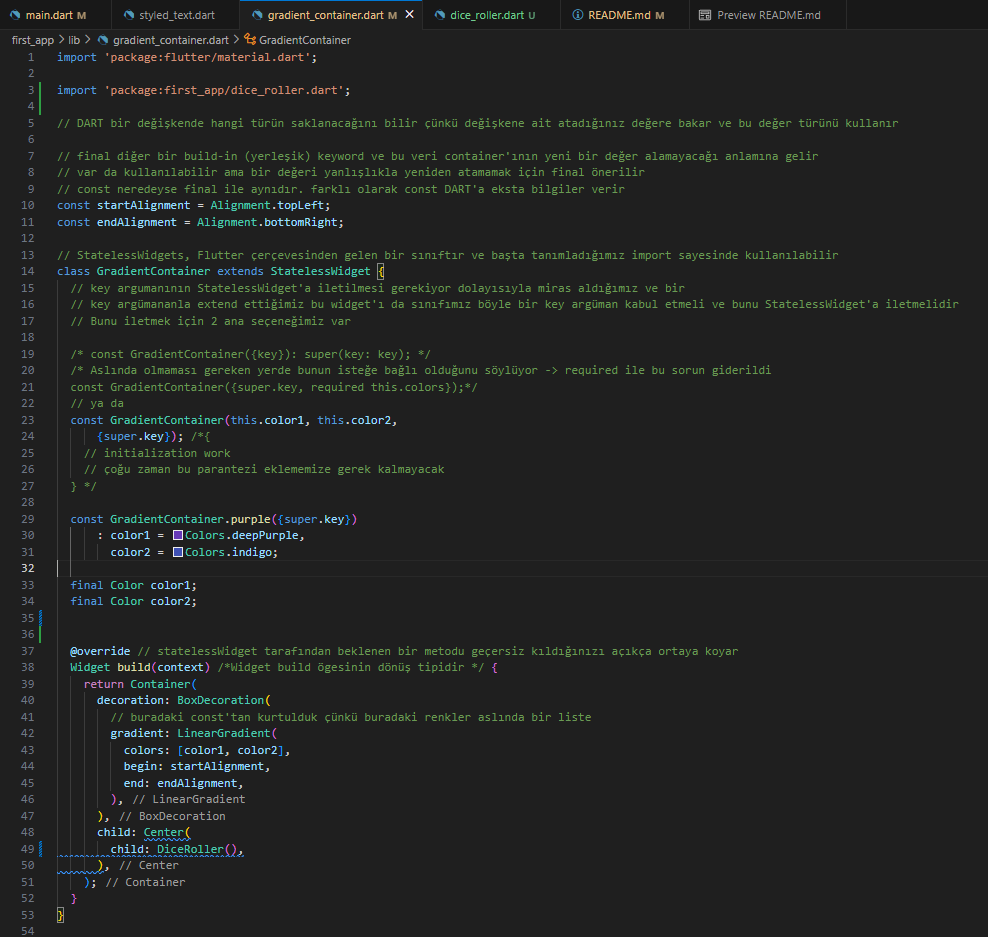 main.dart M styled_text.dart gradient_container.dart M × dice_roller.dart U README.md M Preview README.md
first_app > lib > gradient_container.dart > GradientContainer
1 import 'package:flutter/material.dart';
2
3 import 'package:first_app/dice_roller.dart';
4
5 // DART bir değişkende hangi türün saklanacağını bilir çünkü değişkene ait atadığınız değere bakar ve bu değer türünü kullanır
6
7 // final diğer bir build-in (yerleşik) keyword ve bu veri container'ının yeni bir değer alamayacağı anlamına gelir
8 // var da kullanılabilir ama bir değeri yanlışlıkla yeniden atamamak için final önerilir
9 // const neredeyse final ile aynıdır. farklı olarak const DART'a eksta bilgiler verir
10 const startAlignment = Alignment.topLeft;
11 const endAlignment = Alignment.bottomRight;
12
13 // StatelessWidgets, Flutter çerçevesinden gelen bir sınıftır ve başta tanımladığımız import sayesinde kullanılabilir
14 class GradientContainer extends StatelessWidget {
15 // key argumanının StatelessWidget'a iletilmesi gerekiyor dolayısıyla miras aldığımız ve bir
16 // key argümananla extend ettiğimiz bu widget'ı da sınıfımız böyle bir key argüman kabul etmeli ve bunu StatelessWidget'a iletmelidir
17 // Bunu iletmek için 2 ana seçeneğimiz var
18
19 /* const GradientContainer({key}): super(key: key); */
20 /* Aslında olmaması gereken yerde bunun isteğe bağlı olduğunu söylüyor -> required ile bu sorun giderildi
21 const GradientContainer({super.key, required this.colors});*/
22 // ya da
23 const GradientContainer(this.color1, this.color2,
24 {super.key}); /*{
25 // initialization work
26 // çoğu zaman bu parantezi eklememize gerek kalmayacak
27 } */
28
29 const GradientContainer.purple({super.key})
30 : color1 = Colors.deepPurple,
31 color2 = Colors.indigo;
32
33 final Color color1;
34 final Color color2;
35
36
37 @override // statelessWidget tarafından beklenen bir metodu geçersiz kıldığınızı açıkça ortaya koyar
38 Widget build(context) /*Widget build ögesinin dönüş tipidir */ {
39 return Container(
40 decoration: BoxDecoration(
41 // buradaki const'tan kurtulduk çünkü buradaki renkler aslında bir liste
42 gradient: LinearGradient(
43 colors: [color1, color2],
44 begin: startAlignment,
45 end: endAlignment,
46 ), // LinearGradient
47 ), // BoxDecoration
48 child: Center(
49 child: DiceRoller(),
50 ), // Center
51 ); // Container
52 }
53 }
54